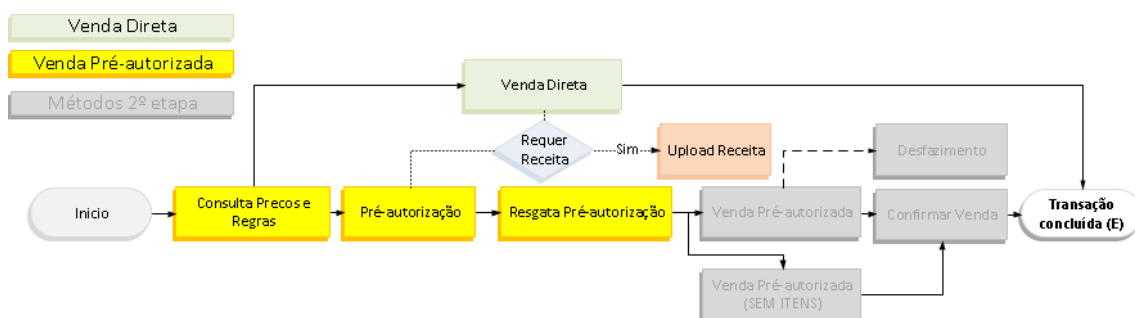 Venda Direta
Venda Pré-autorizada
Métodos 2º etapa
Venda Direta
Requer
Receita
Sim
Upload Receita
Desfazimento
Inicio
Consulta Precos e
Regras
Pré-autorização
Resgata Pré-autorização
Venda Pré-autorizada
Confirmar Venda
Transação
concluída (E)
Venda Pré-autorizada
(SEM ITENS)